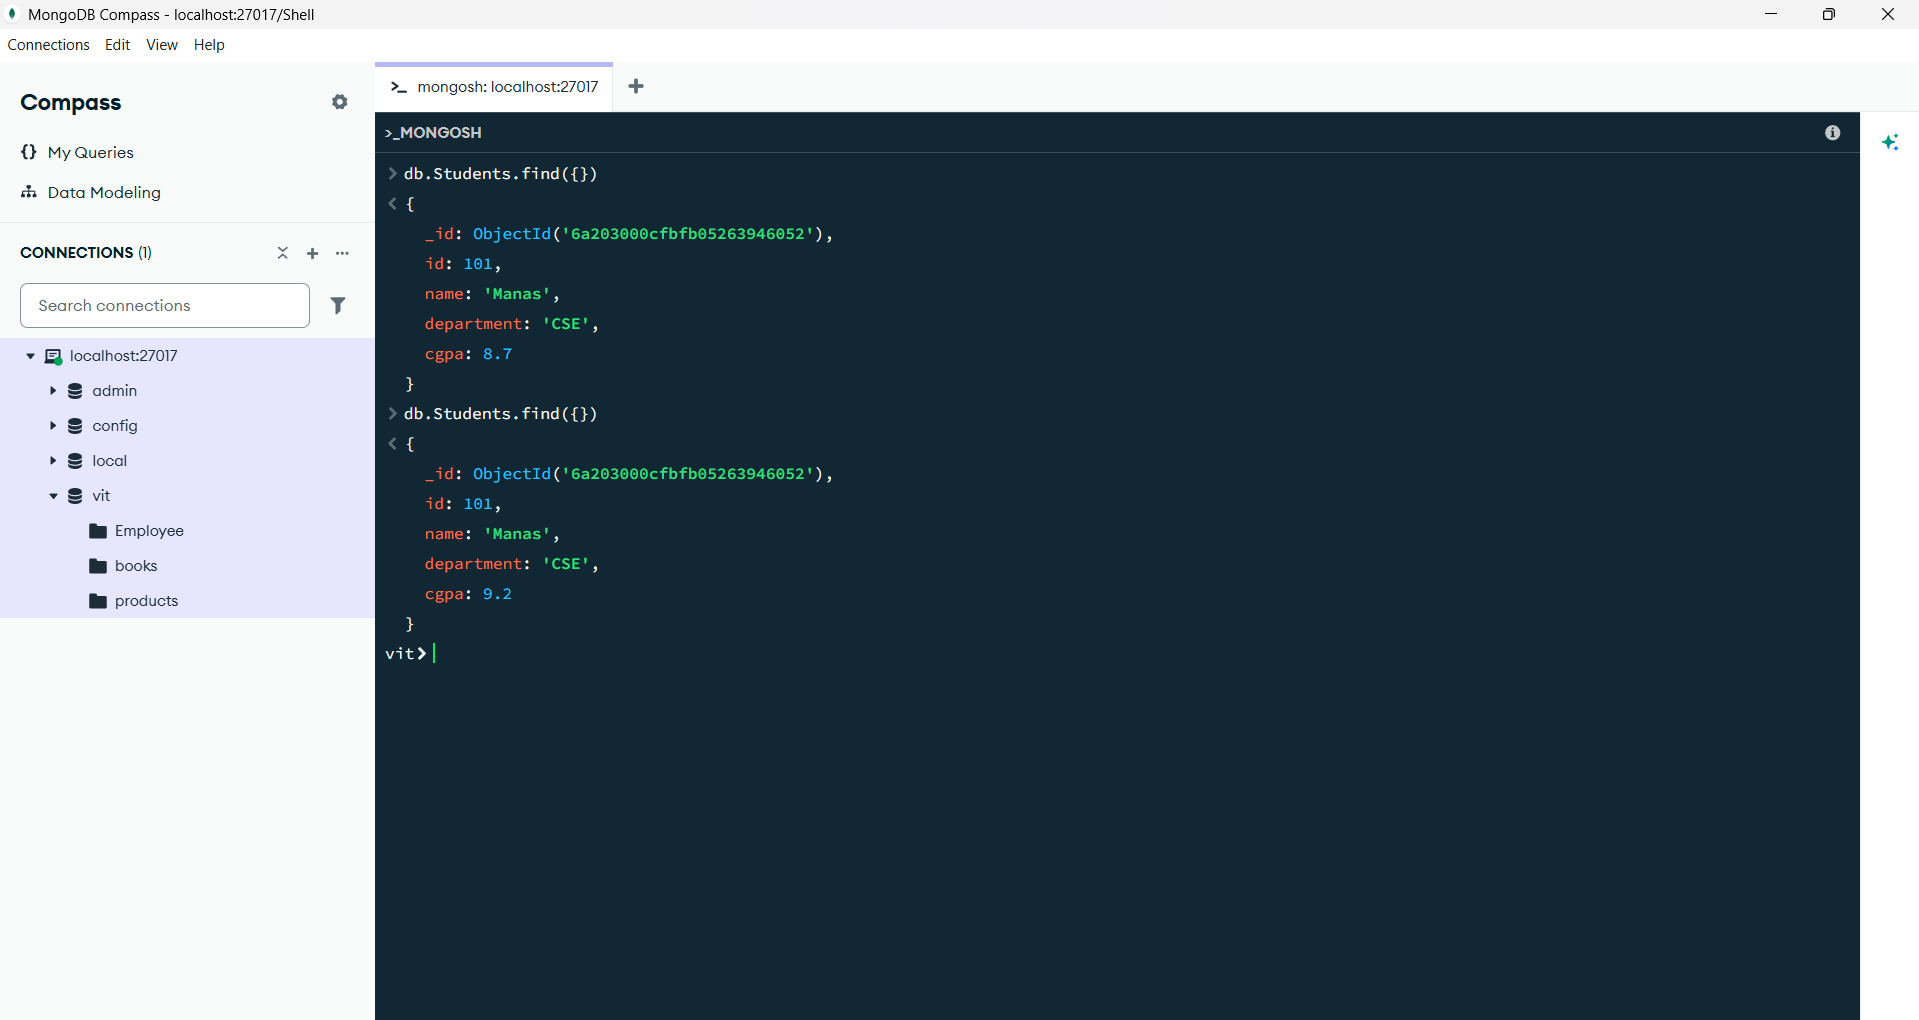 MongoDB Compass - localhost:27017/Shell
Connections Edit View Help
Compass
{} My Queries
Data Modeling
CONNECTIONS (1)
Search connections
localhost:27017
admin
config
local
vit
Employee
books
products
>_ mongosh: localhost:27017 +
>_MONGOSH
> db.Students.find({})
< {
_id: ObjectId('6a203000cfbfb05263946052'),
id: 101,
name: 'Manas',
department: 'CSE',
cgpa: 8.7
}
> db.Students.find({})
< {
_id: ObjectId('6a203000cfbfb05263946052'),
id: 101,
name: 'Manas',
department: 'CSE',
cgpa: 9.2
}
vit>